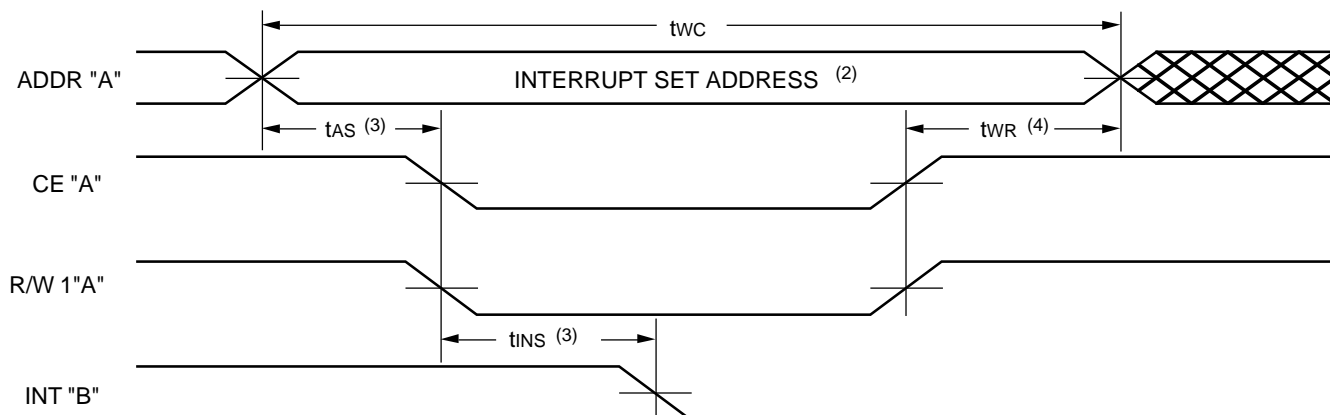 tWC
ADDR "A"
INTERRUPT SET ADDRESS (2)
tAS (3)
tWR (4)
CE "A"
R/W 1"A"
tINS (3)
INT "B"